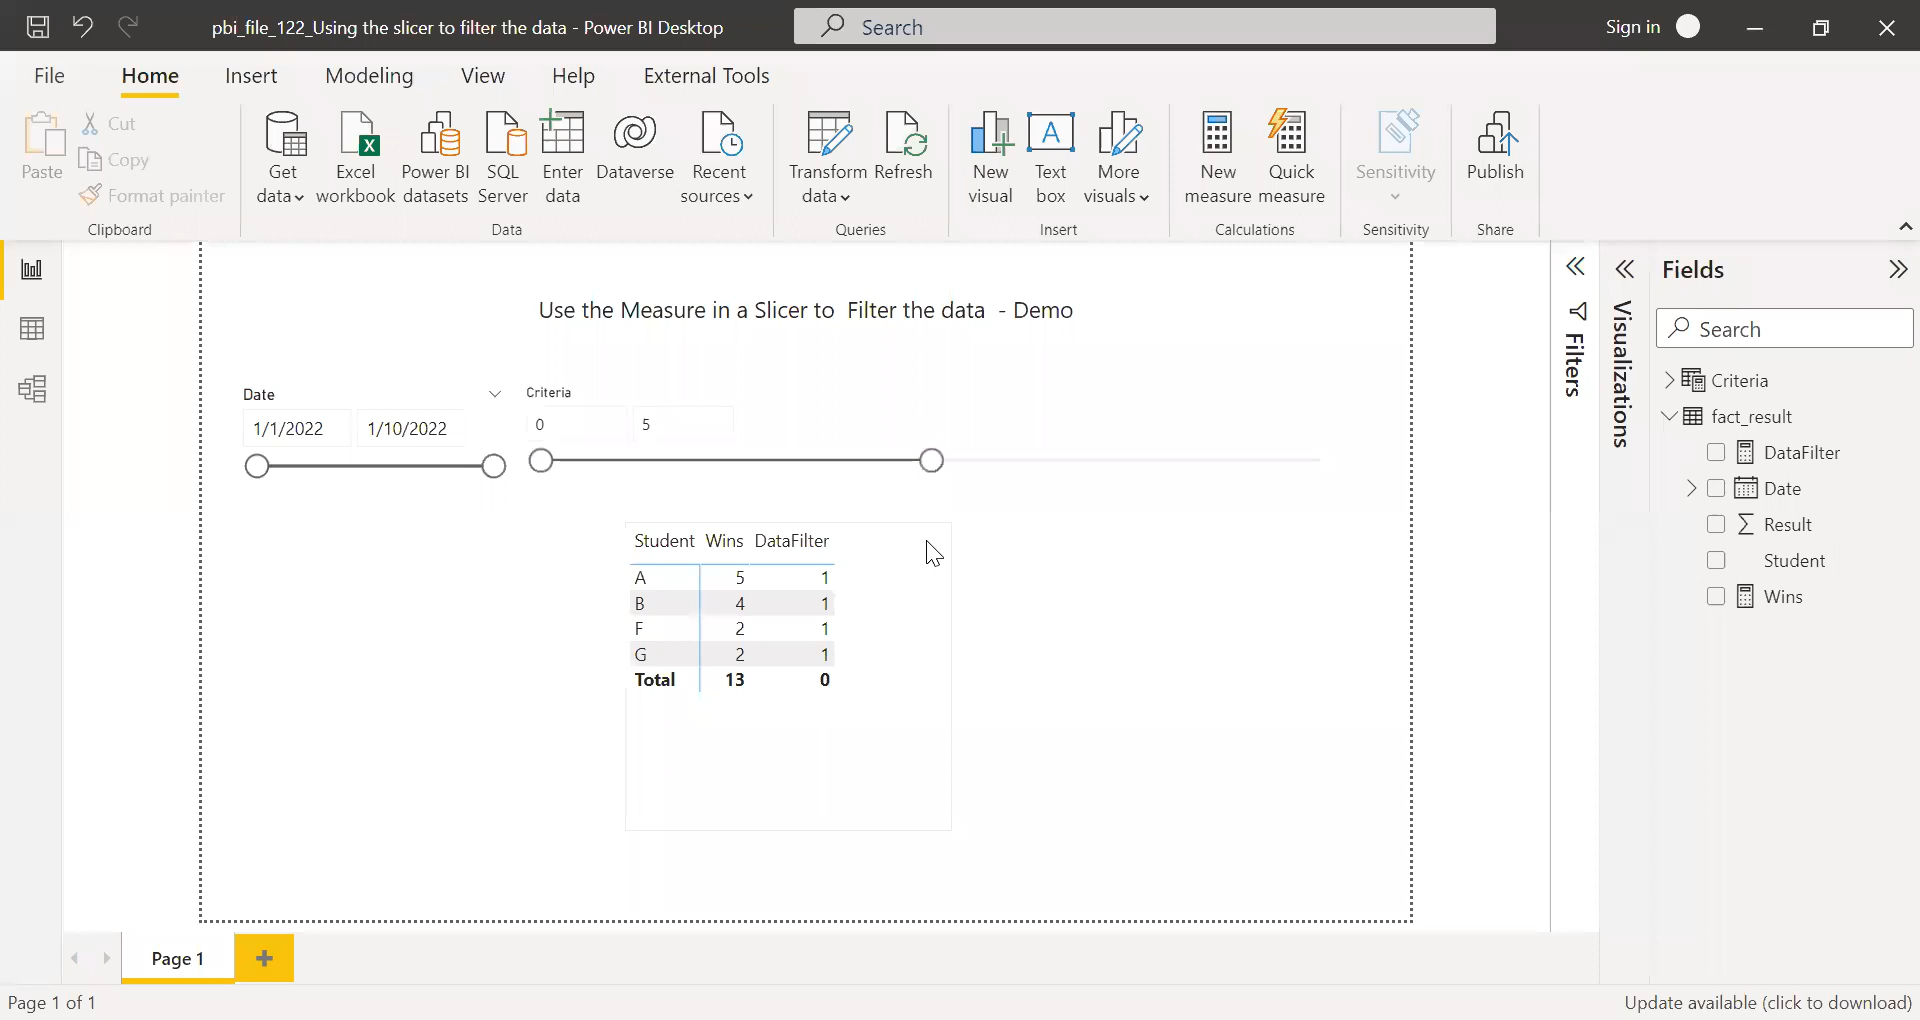 pbi_file_122_Using the slicer to filter the data - Power BI Desktop
Search
Sign in
File Home Insert Modeling View Help External Tools
Paste
Cut
Copy
Format painter
Clipboard
Get data
Excel workbook
Power BI datasets
SQL Server
Enter data
Dataverse
Recent sources
Data
Transform data
Refresh
Queries
New visual
A
Text box
More visuals
Insert
New measure
Quick measure
Calculations
Sensitivity
Sensitivity
Publish
Share
Use the Measure in a Slicer to Filter the data - Demo
Date
1/1/2022 1/10/2022
Criteria
0 5
Student Wins DataFilter
A 5 1
B 4 1
F 2 1
G 2 1
Total 13 0
Filters
Visualizations
Fields
Search
Criteria
fact_result
DataFilter
Date
Σ Result
Student
Wins
Page 1
Page 1 of 1
Update available (click to download)